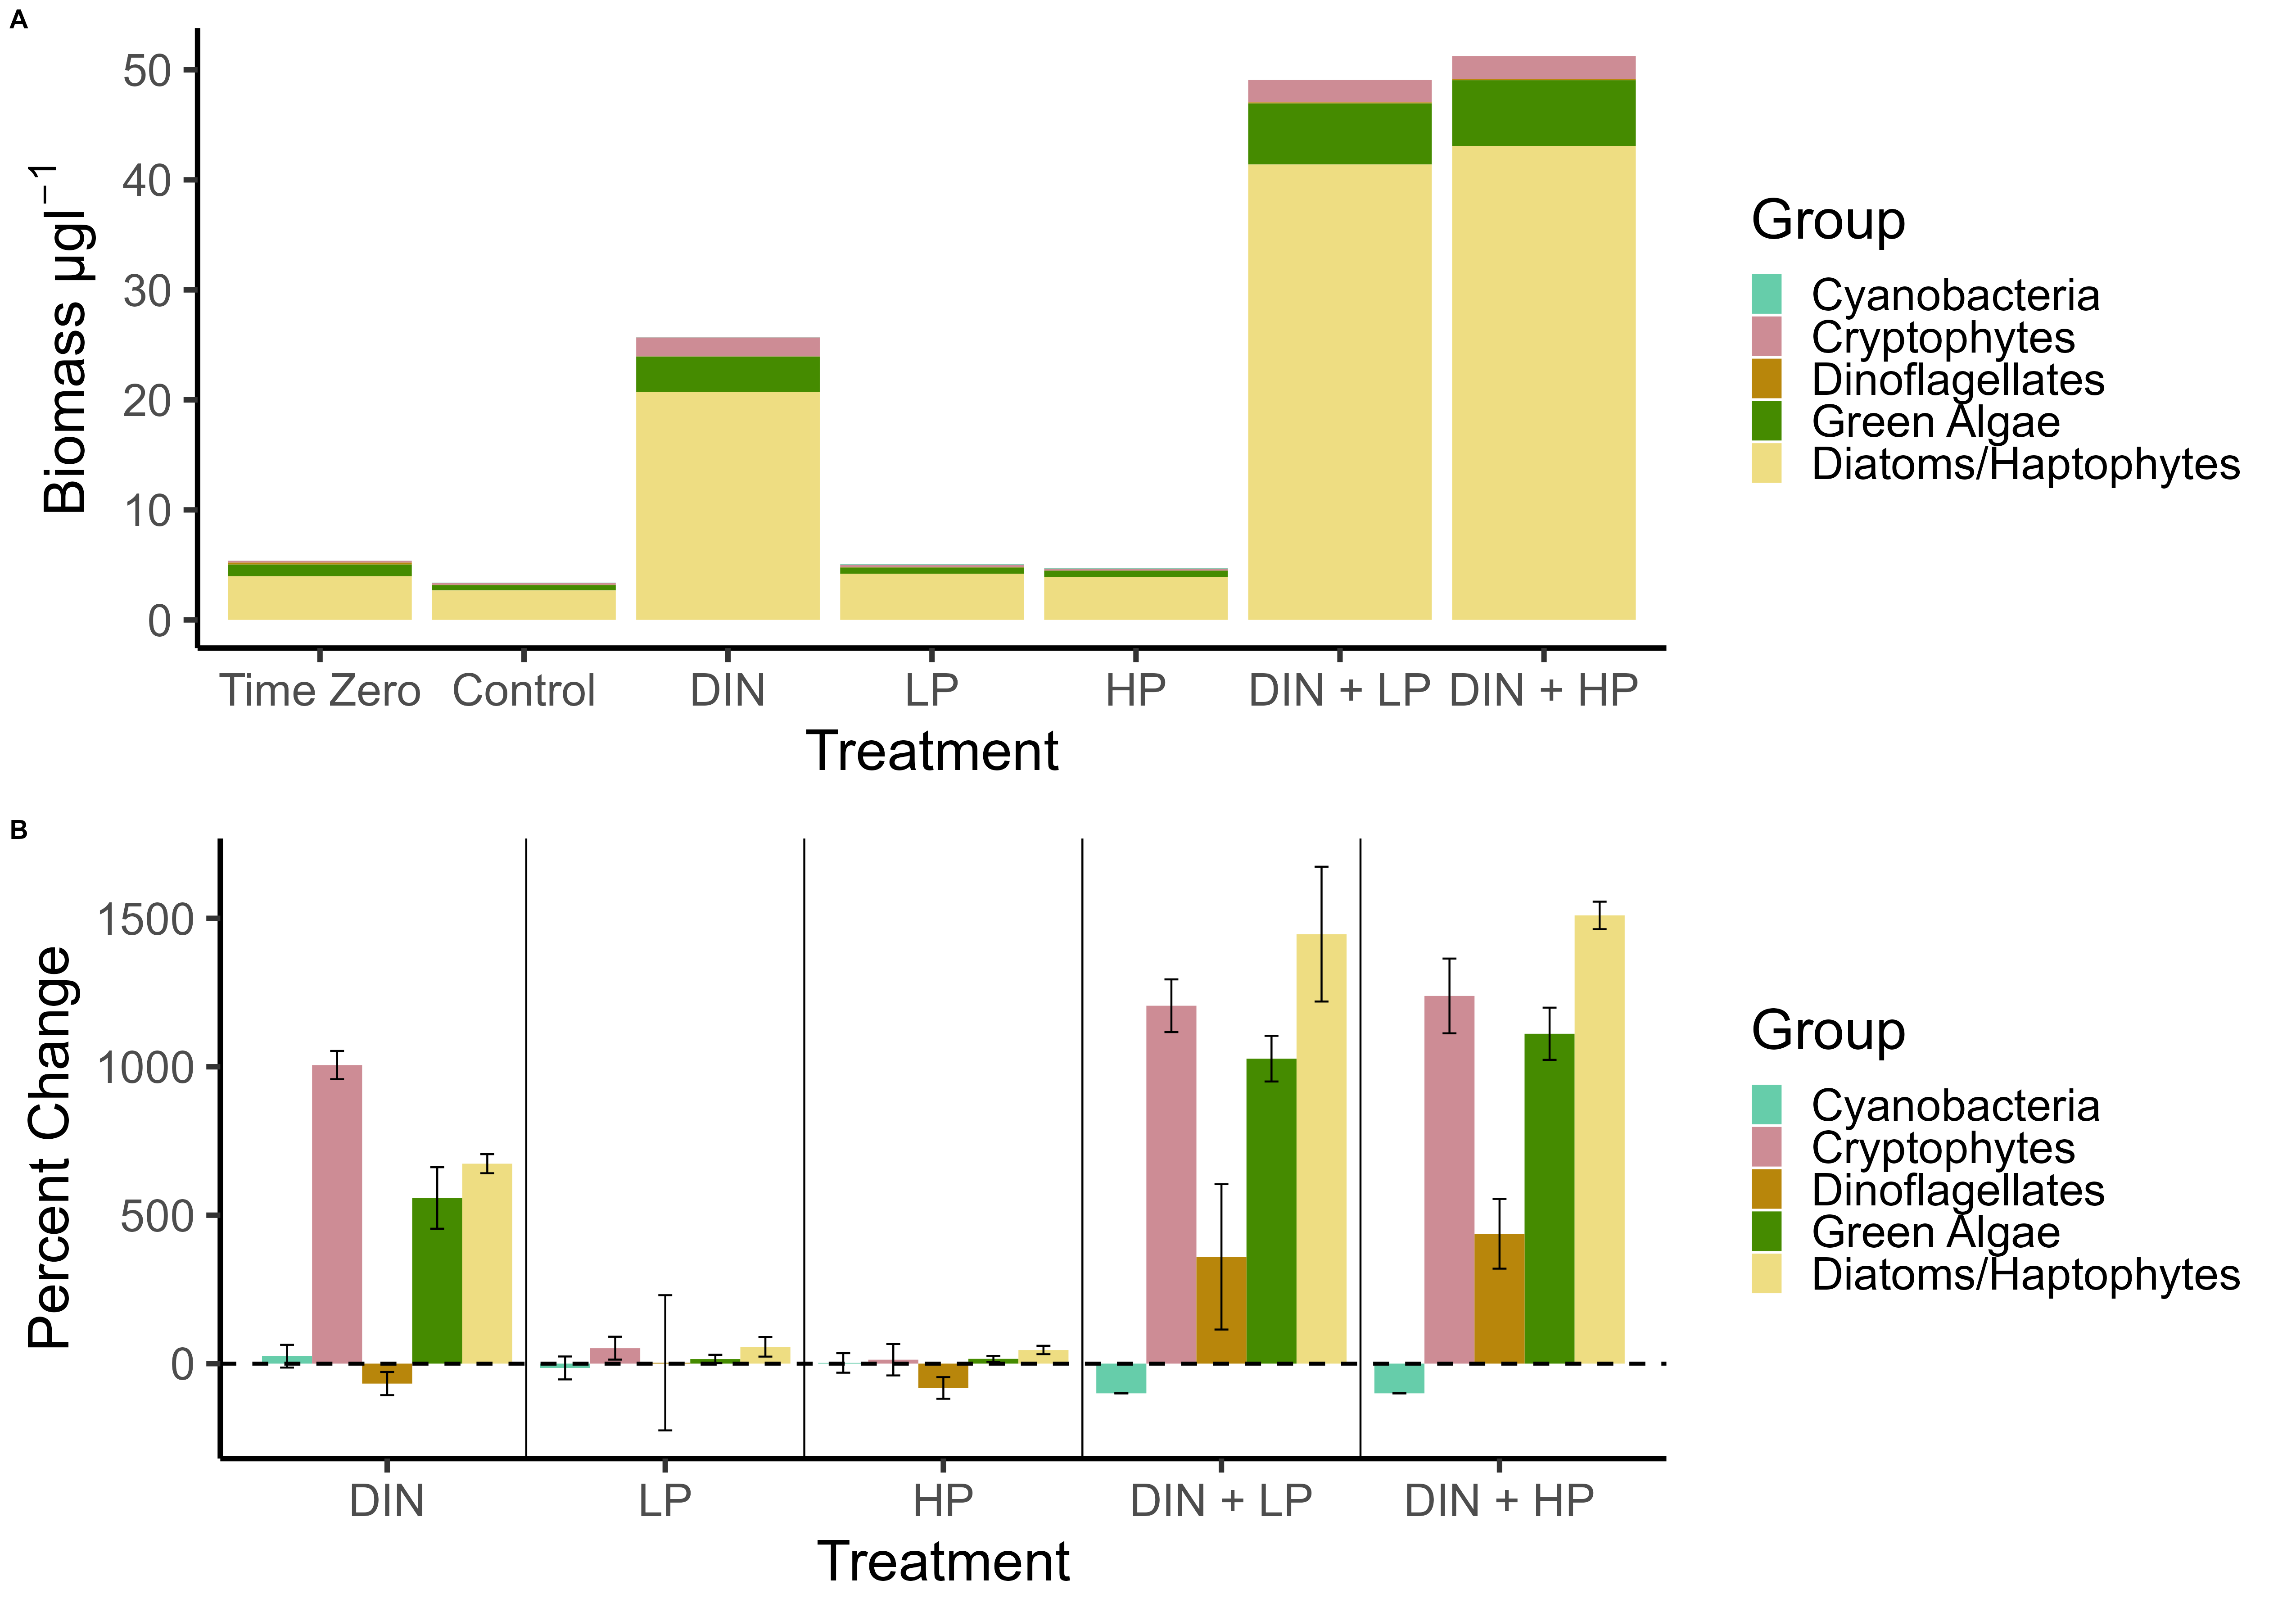 A
50
40
30
20
10
0
Biomass µgl⁻¹
Time Zero Control DIN LP HP DIN + LP DIN + HP
Treatment
Group
Cyanobacteria
Cryptophytes
Dinoflagellates
Green Algae
Diatoms/Haptophytes
B
1500
1000
500
0
Percent Change
DIN LP HP DIN + LP DIN + HP
Treatment
Group
Cyanobacteria
Cryptophytes
Dinoflagellates
Green Algae
Diatoms/Haptophytes